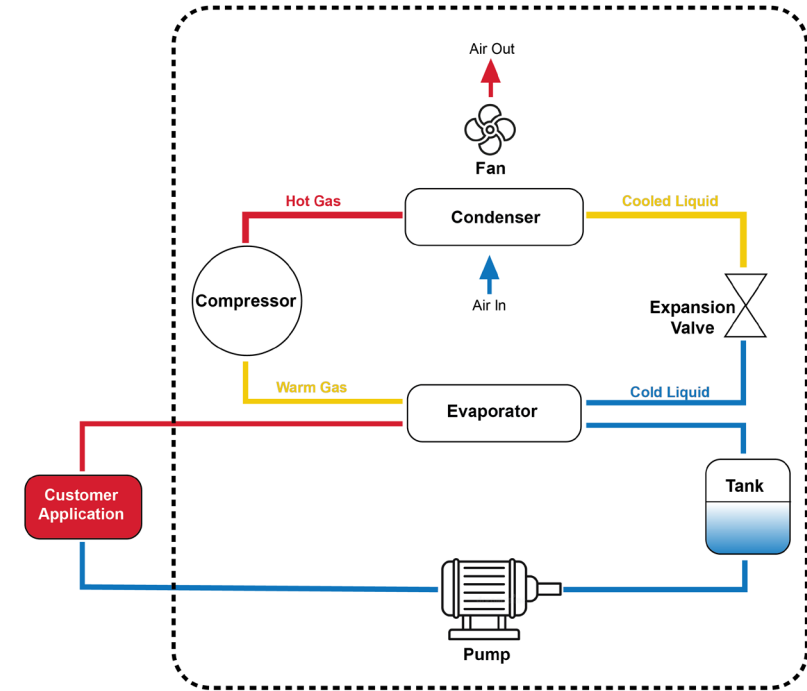 Air Out
Fan
Hot Gas
Condenser
Cooled Liquid
Compressor
Air In
Expansion
Valve
Warm Gas
Evaporator
Cold Liquid
Customer
Application
Tank
Pump